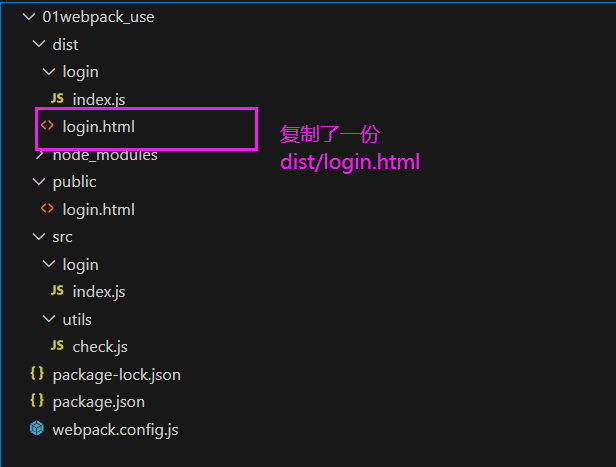 01webpack_use
dist
login
JS index.js
<> login.html
复制了一份
dist/login.html
node_modules
public
<> login.html
src
login
JS index.js
utils
JS check.js
{} package-lock.json
{} package.json
webpack.config.js